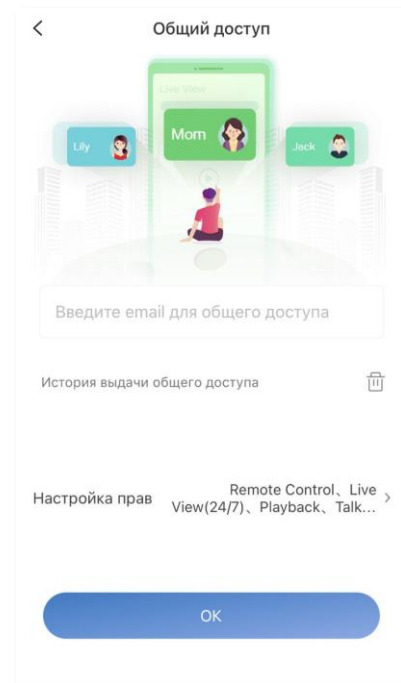 Общий доступ
Live View
Lily
Mom
Jack
Введите email для общего доступа
История выдачи общего доступа
Настройка прав
Remote Control、Live
View(24/7)、Playback、Talk...
OK